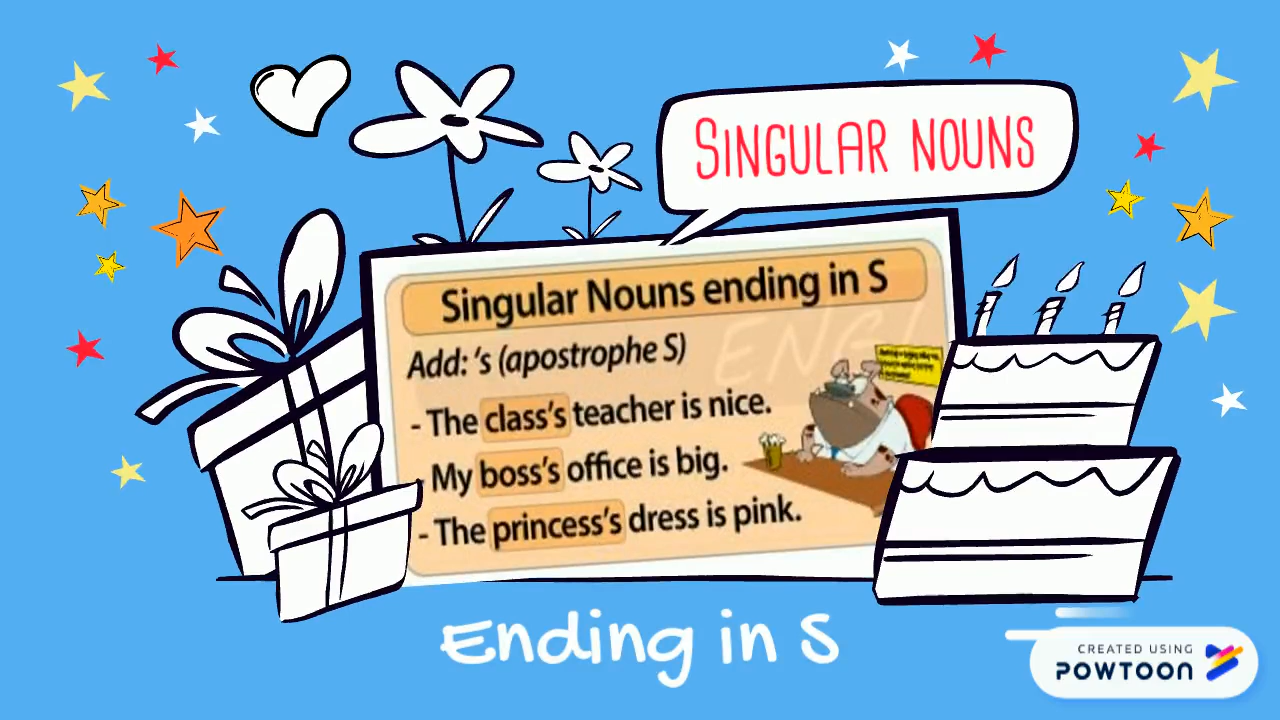 SINGULAR NOUNS
Singular Nouns ending in S
Add: 's (apostrophe S)
- The class's teacher is nice.
- My boss's office is big.
- The princess's dress is pink.
Ending in S
CREATED USING
POWTOON